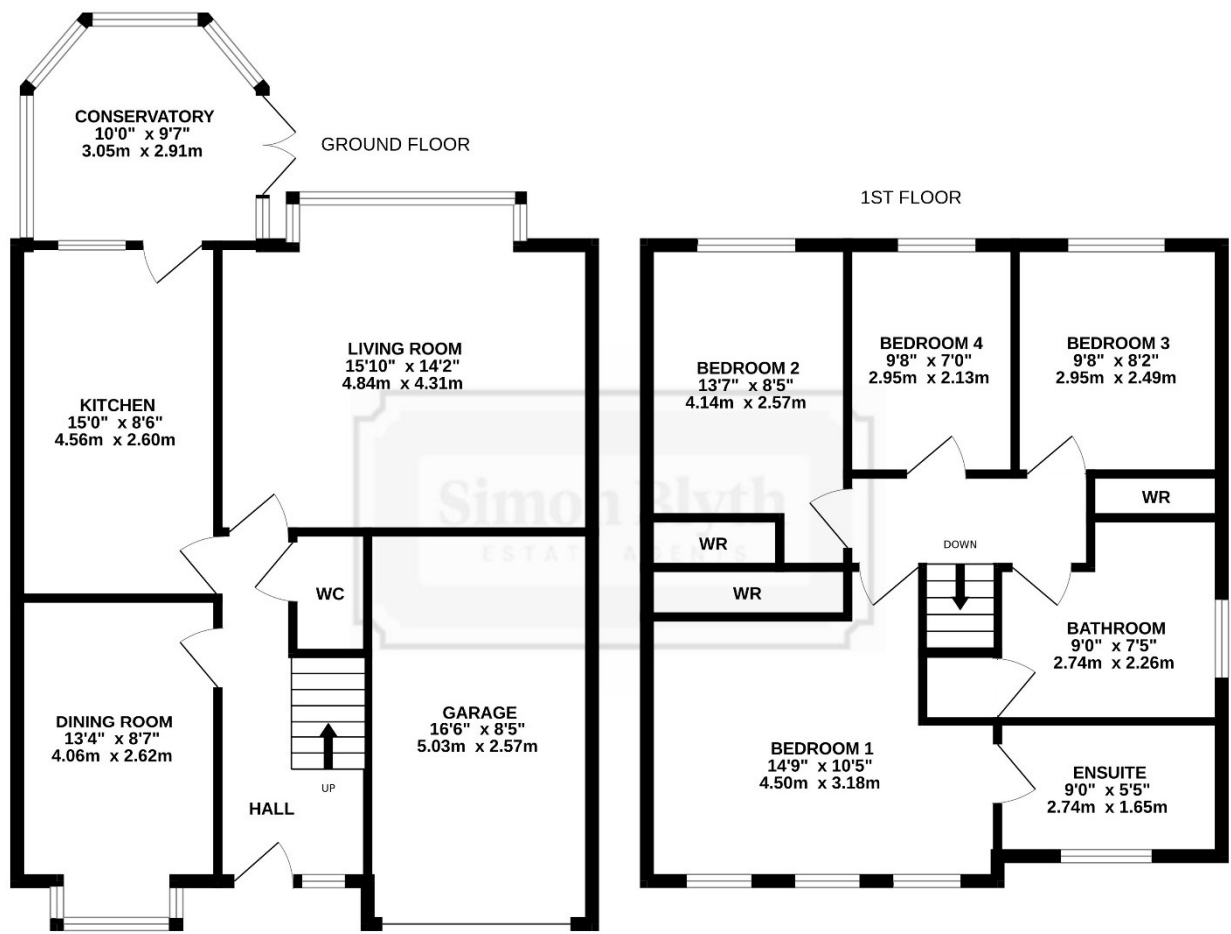 CONSERVATORY
10'0" x 9'7"
3.05m x 2.91m
GROUND FLOOR
LIVING ROOM
15'10" x 14'2"
4.84m x 4.31m
KITCHEN
15'0" x 8'6"
4.56m x 2.60m
WC
DINING ROOM
13'4" x 8'7"
4.06m x 2.62m
GARAGE
16'6" x 8'5"
5.03m x 2.57m
UP
HALL
1ST FLOOR
BEDROOM 2
13'7" x 8'5"
4.14m x 2.57m
BEDROOM 4
9'8" x 7'0"
2.95m x 2.13m
BEDROOM 3
9'8" x 8'2"
2.95m x 2.49m
WR
WR
WR
DOWN
BATHROOM
9'0" x 7'5"
2.74m x 2.26m
BEDROOM 1
14'9" x 10'5"
4.50m x 3.18m
ENSUITE
9'0" x 5'5"
2.74m x 1.65m
Simon Blyth
ESTATE AGENTS